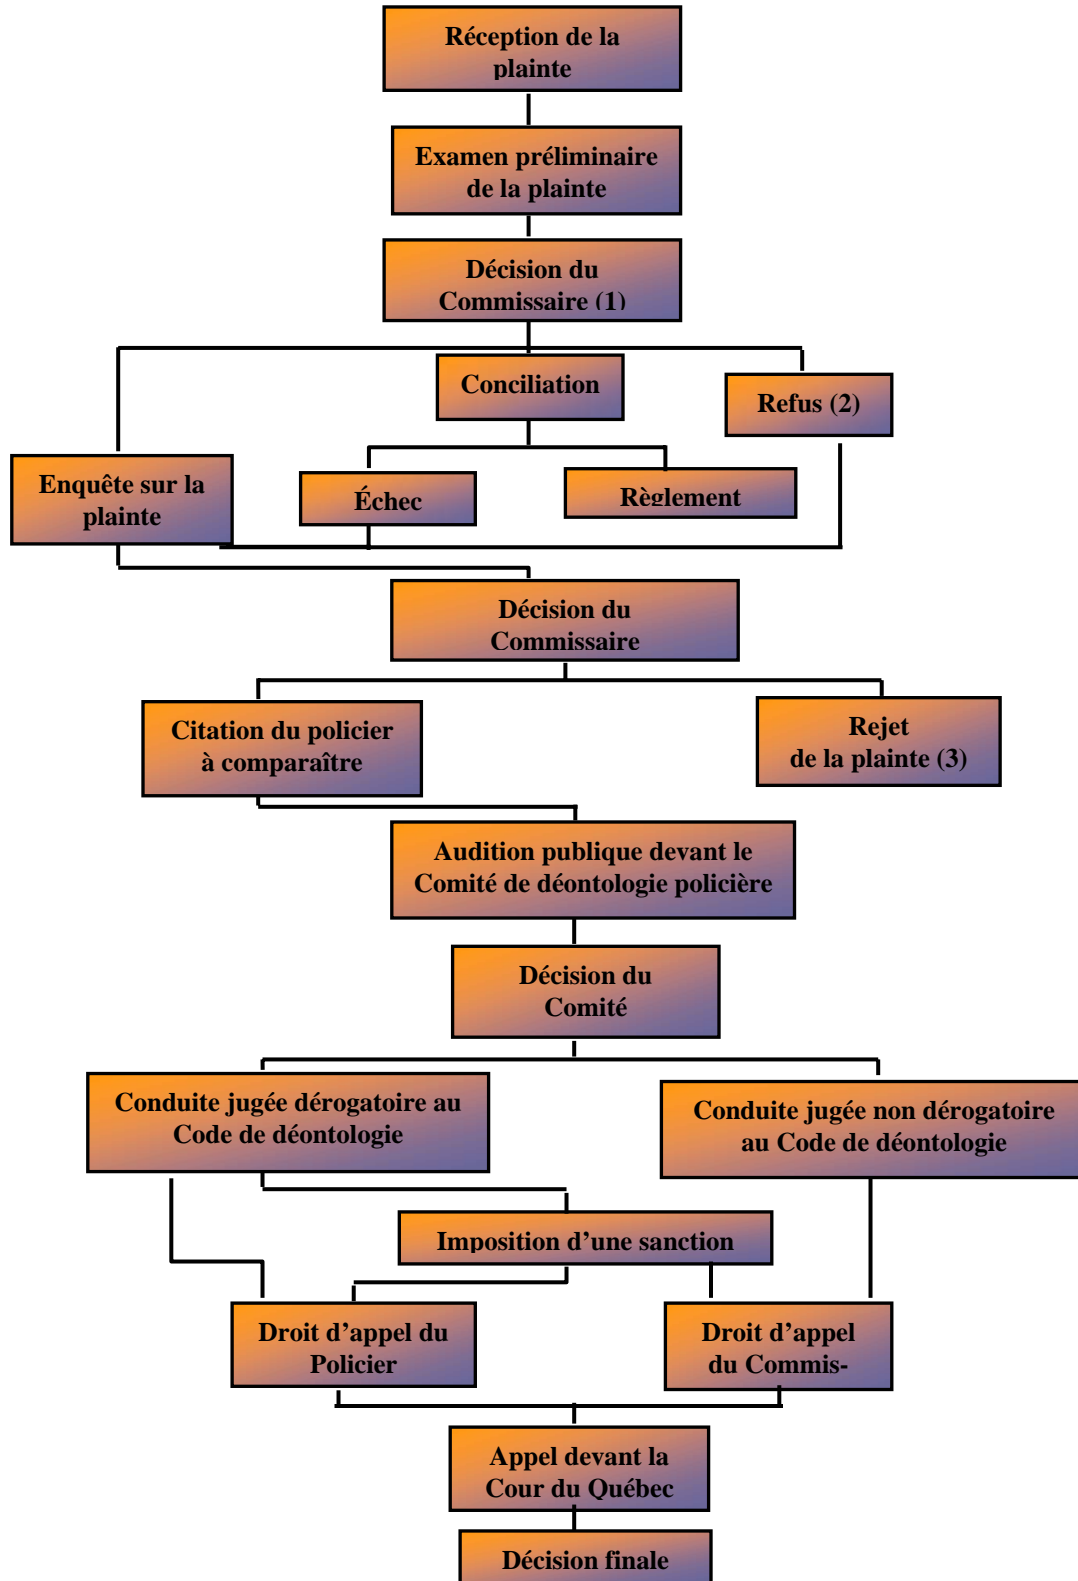 Réception de la
plainte
Examen préliminaire
de la plainte
Décision du
Commissaire (1)
Conciliation
Refus (2)
Enquête sur la
plainte
Échec
Règlement
Décision du
Commissaire
Citation du policier
à comparaître
Rejet
de la plainte (3)
Audition publique devant le
Comité de déontologie policière
Décision du
Comité
Conduite jugée dérogatoire au
Code de déontologie
Conduite jugée non dérogatoire
au Code de déontologie
Imposition d’une sanction
Droit d’appel du
Policier
Droit d’appel
du Commis-
Appel devant la
Cour du Québec
Décision finale